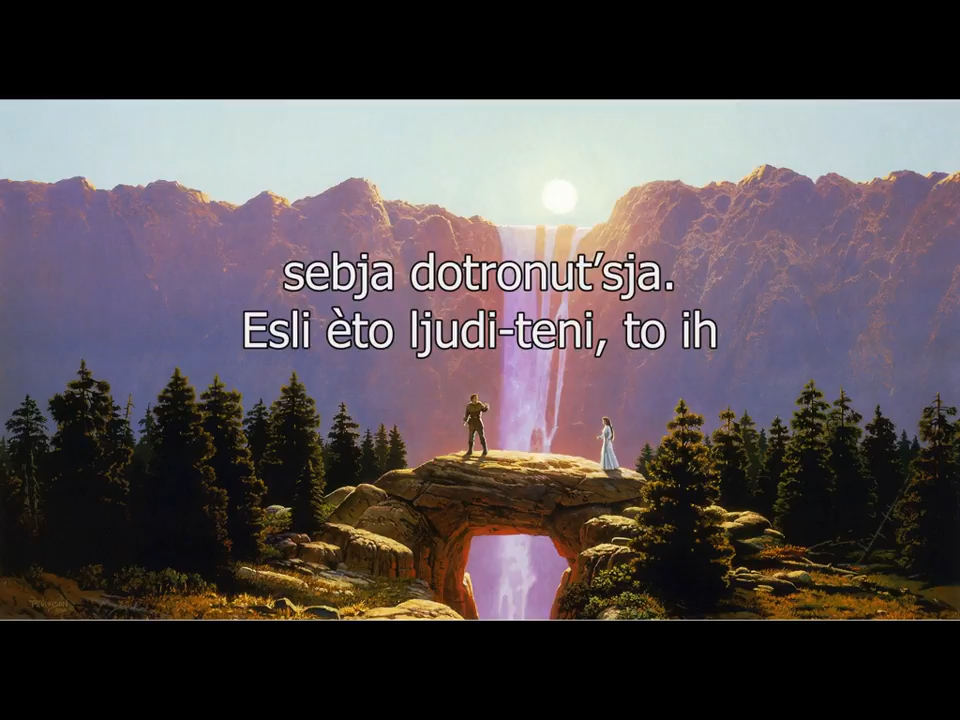 sebja dotronut’sja.
Esli èto ljudi-teni, to ih